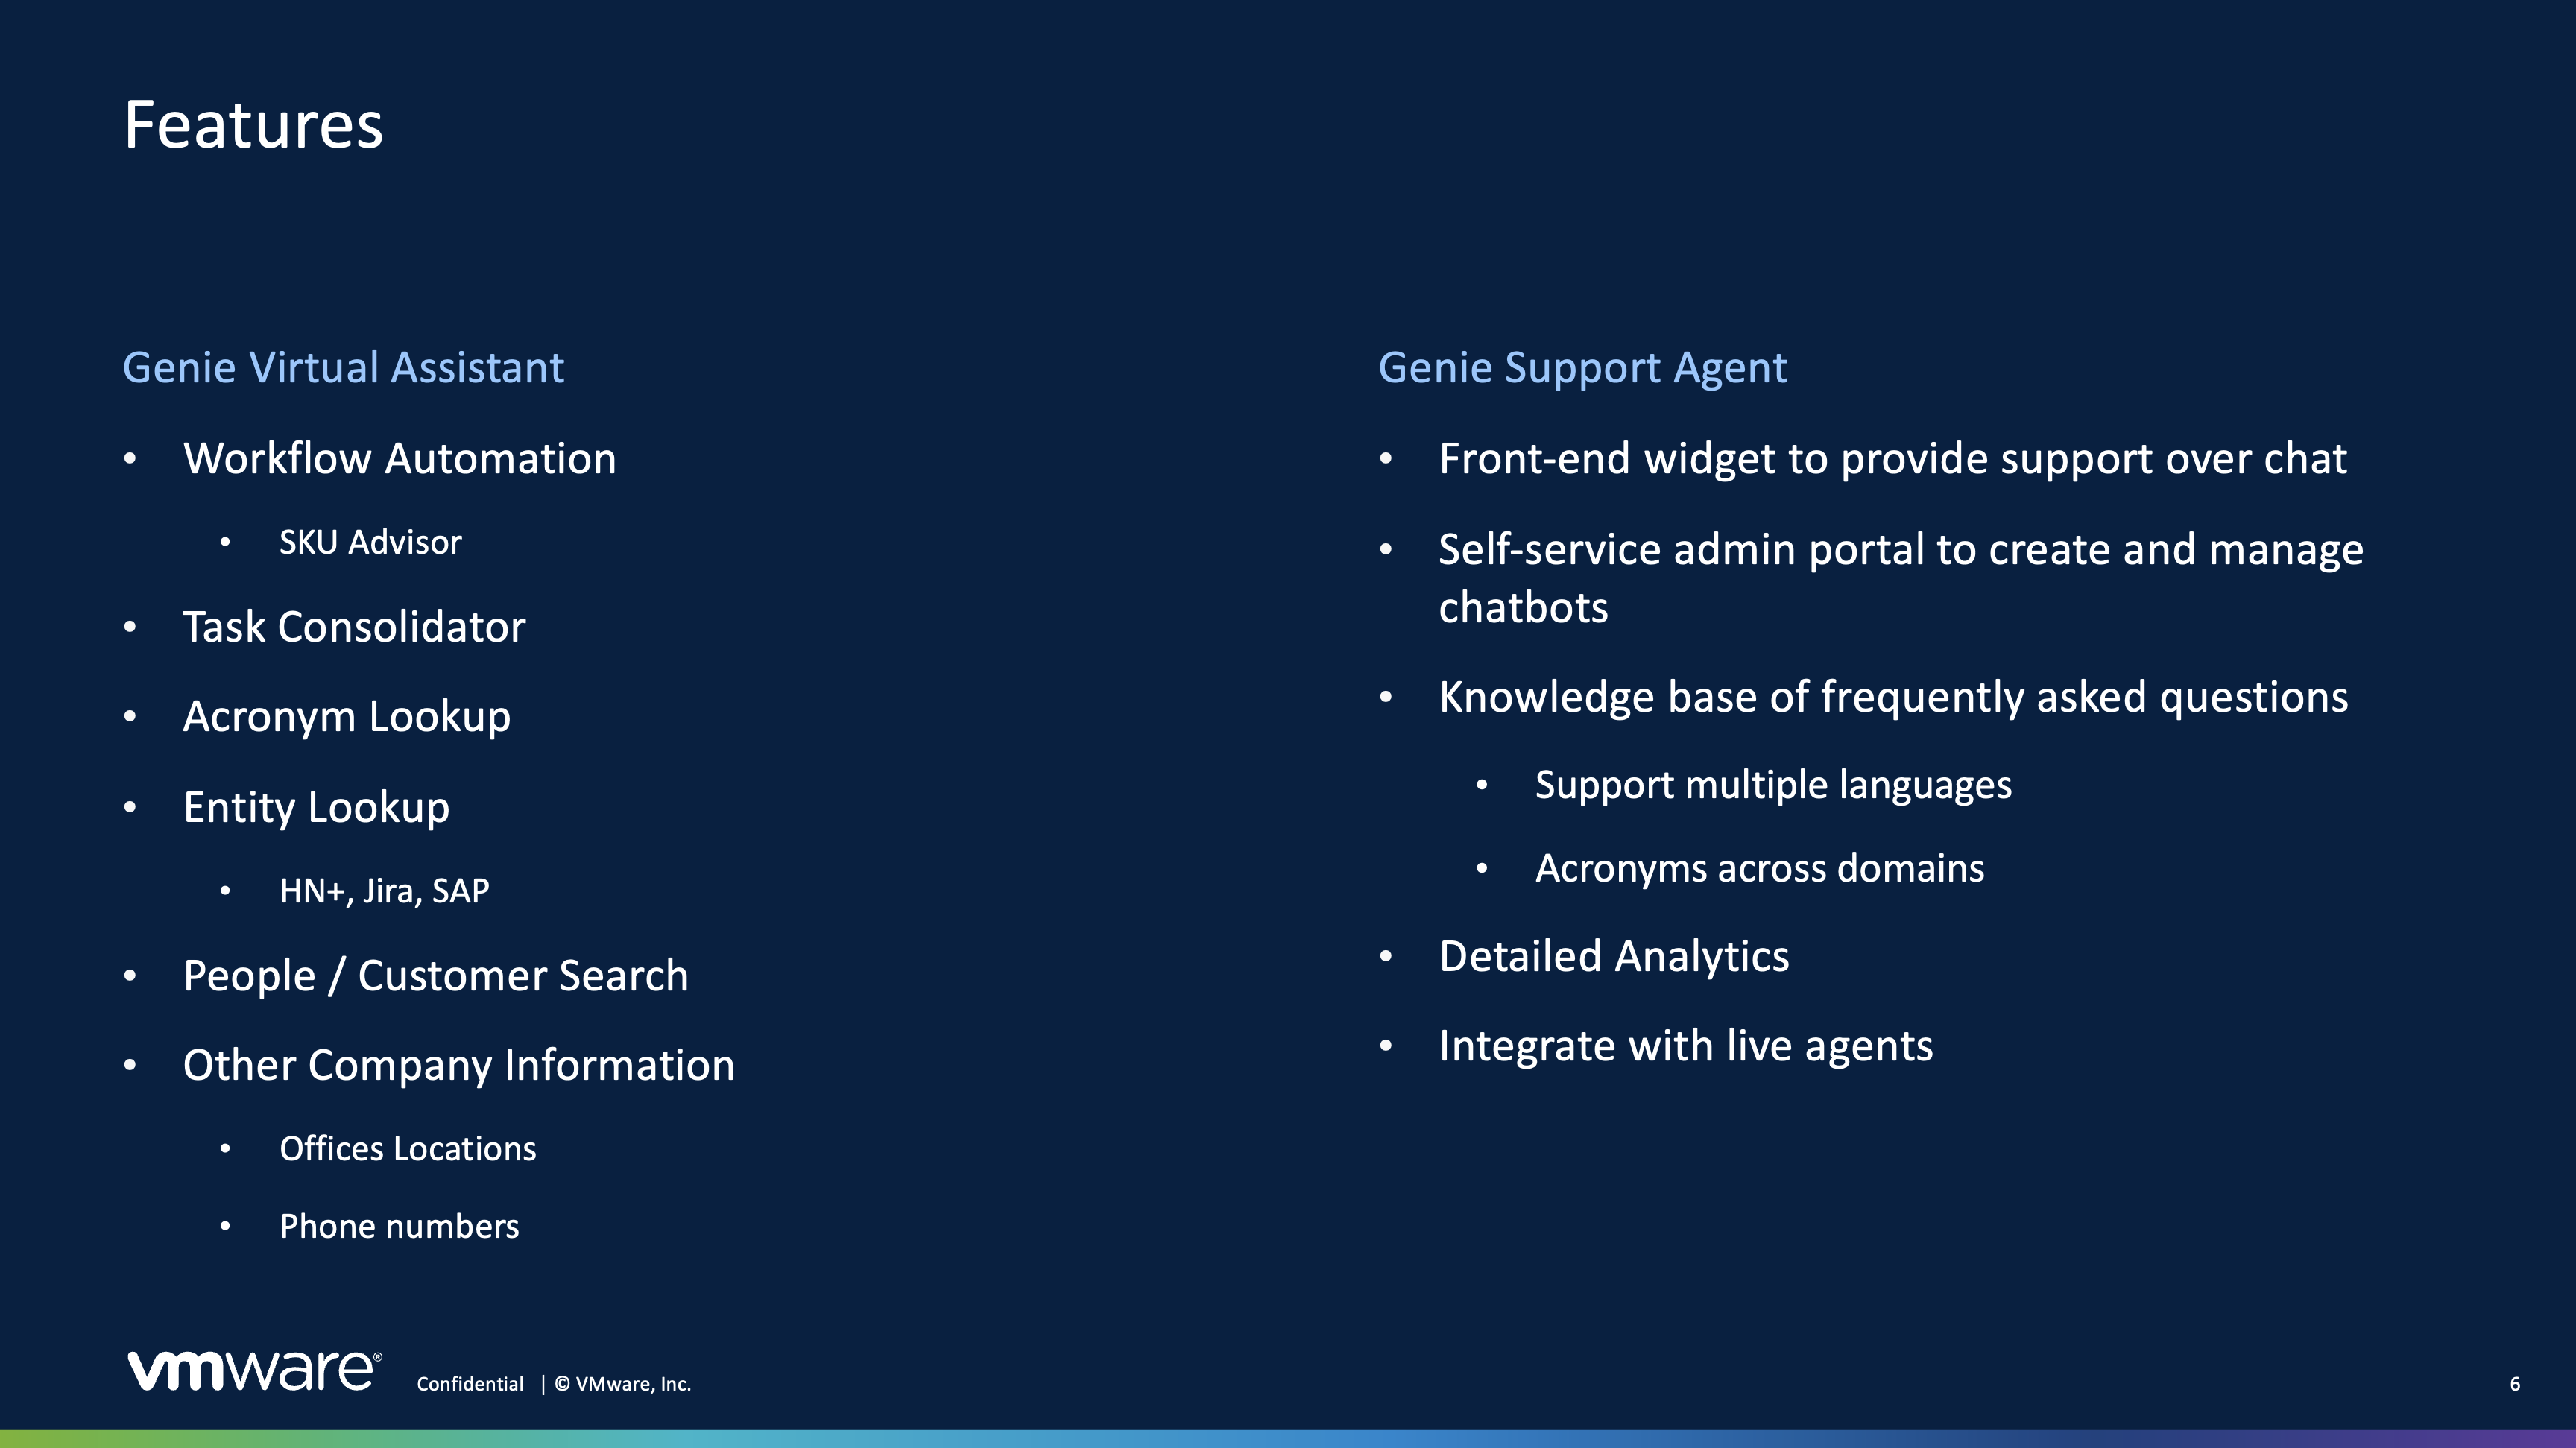 Features
Genie Virtual Assistant
• Workflow Automation
• SKU Advisor
• Task Consolidator
• Acronym Lookup
• Entity Lookup
• HN+, Jira, SAP
• People / Customer Search
• Other Company Information
• Offices Locations
• Phone numbers
Genie Support Agent
• Front-end widget to provide support over chat
• Self-service admin portal to create and manage
chatbots
• Knowledge base of frequently asked questions
• Support multiple languages
• Acronyms across domains
• Detailed Analytics
• Integrate with live agents
vmware® Confidential | © VMware, Inc. 6